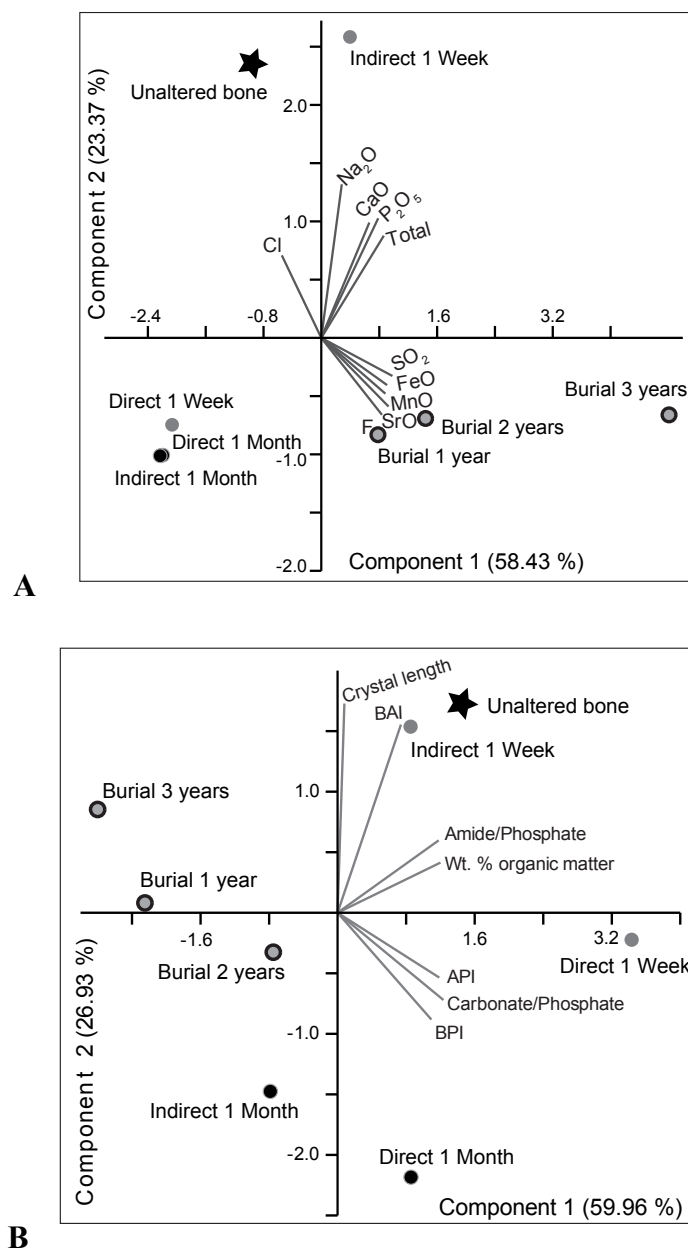 Unaltered bone
Indirect 1 Week
2.0
Component 2 (23.37 %)
Na₂O
CaO
P₂O₅
1.0
Total
Cl
-2.4 -0.8 1.6 3.2
SO₂
FeO
MnO
SrO
F
Burial 3 years
Direct 1 Week
Direct 1 Month
Indirect 1 Month
Burial 2 years
Burial 1 year
-1.0
-2.0
Component 1 (58.43 %)
A
Crystal length
BAI
Unaltered bone
Indirect 1 Week
Burial 3 years
1.0
Amide/Phosphate
Wt. % organic matter
Burial 1 year
-1.6 1.6 3.2
Burial 2 years
Direct 1 Week
API
Carbonate/Phosphate
BPI
-1.0
Component 2 (26.93 %)
Indirect 1 Month
-2.0
Direct 1 Month
Component 1 (59.96 %)
B